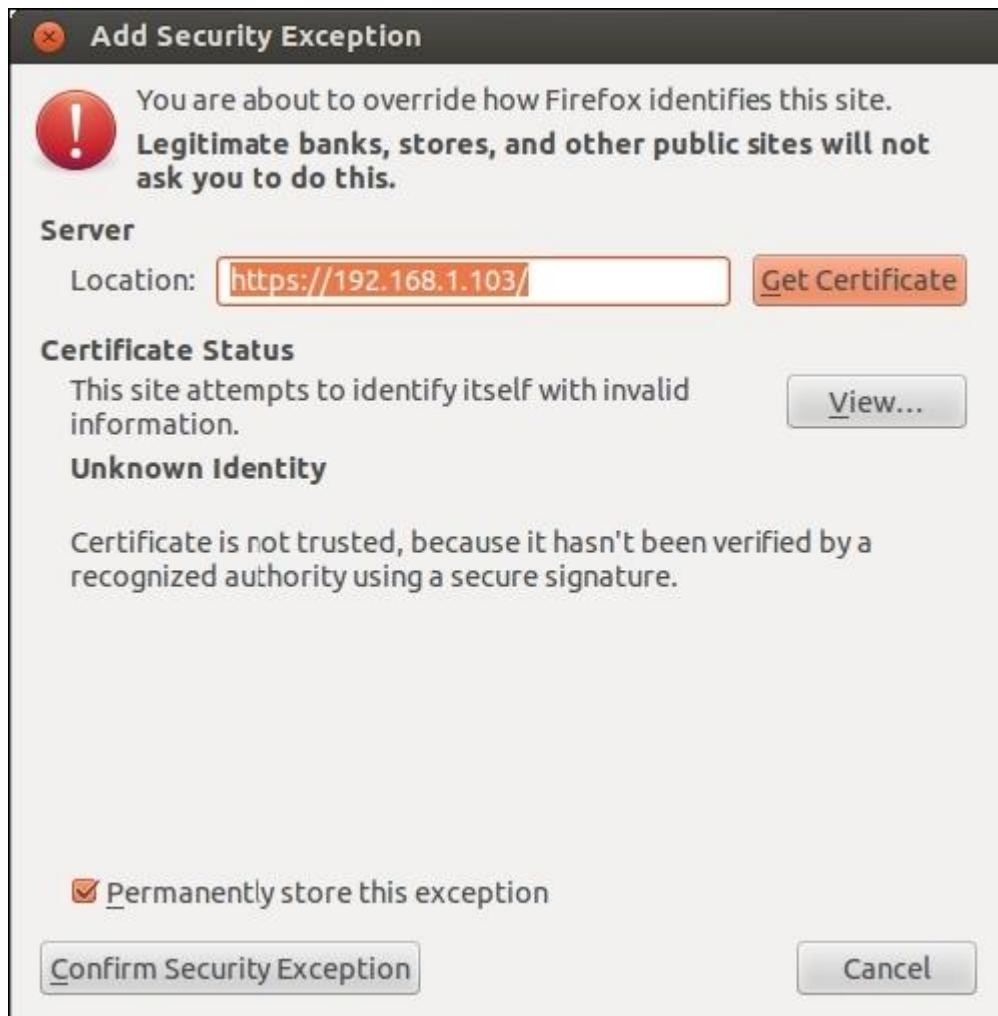 Add Security Exception
You are about to override how Firefox identifies this site.
Legitimate banks, stores, and other public sites will not
ask you to do this.
Server
Location: https://192.168.1.103/ Get Certificate
Certificate Status
This site attempts to identify itself with invalid
information.
View...
Unknown Identity
Certificate is not trusted, because it hasn't been verified by a
recognized authority using a secure signature.
Permanently store this exception
Confirm Security Exception Cancel